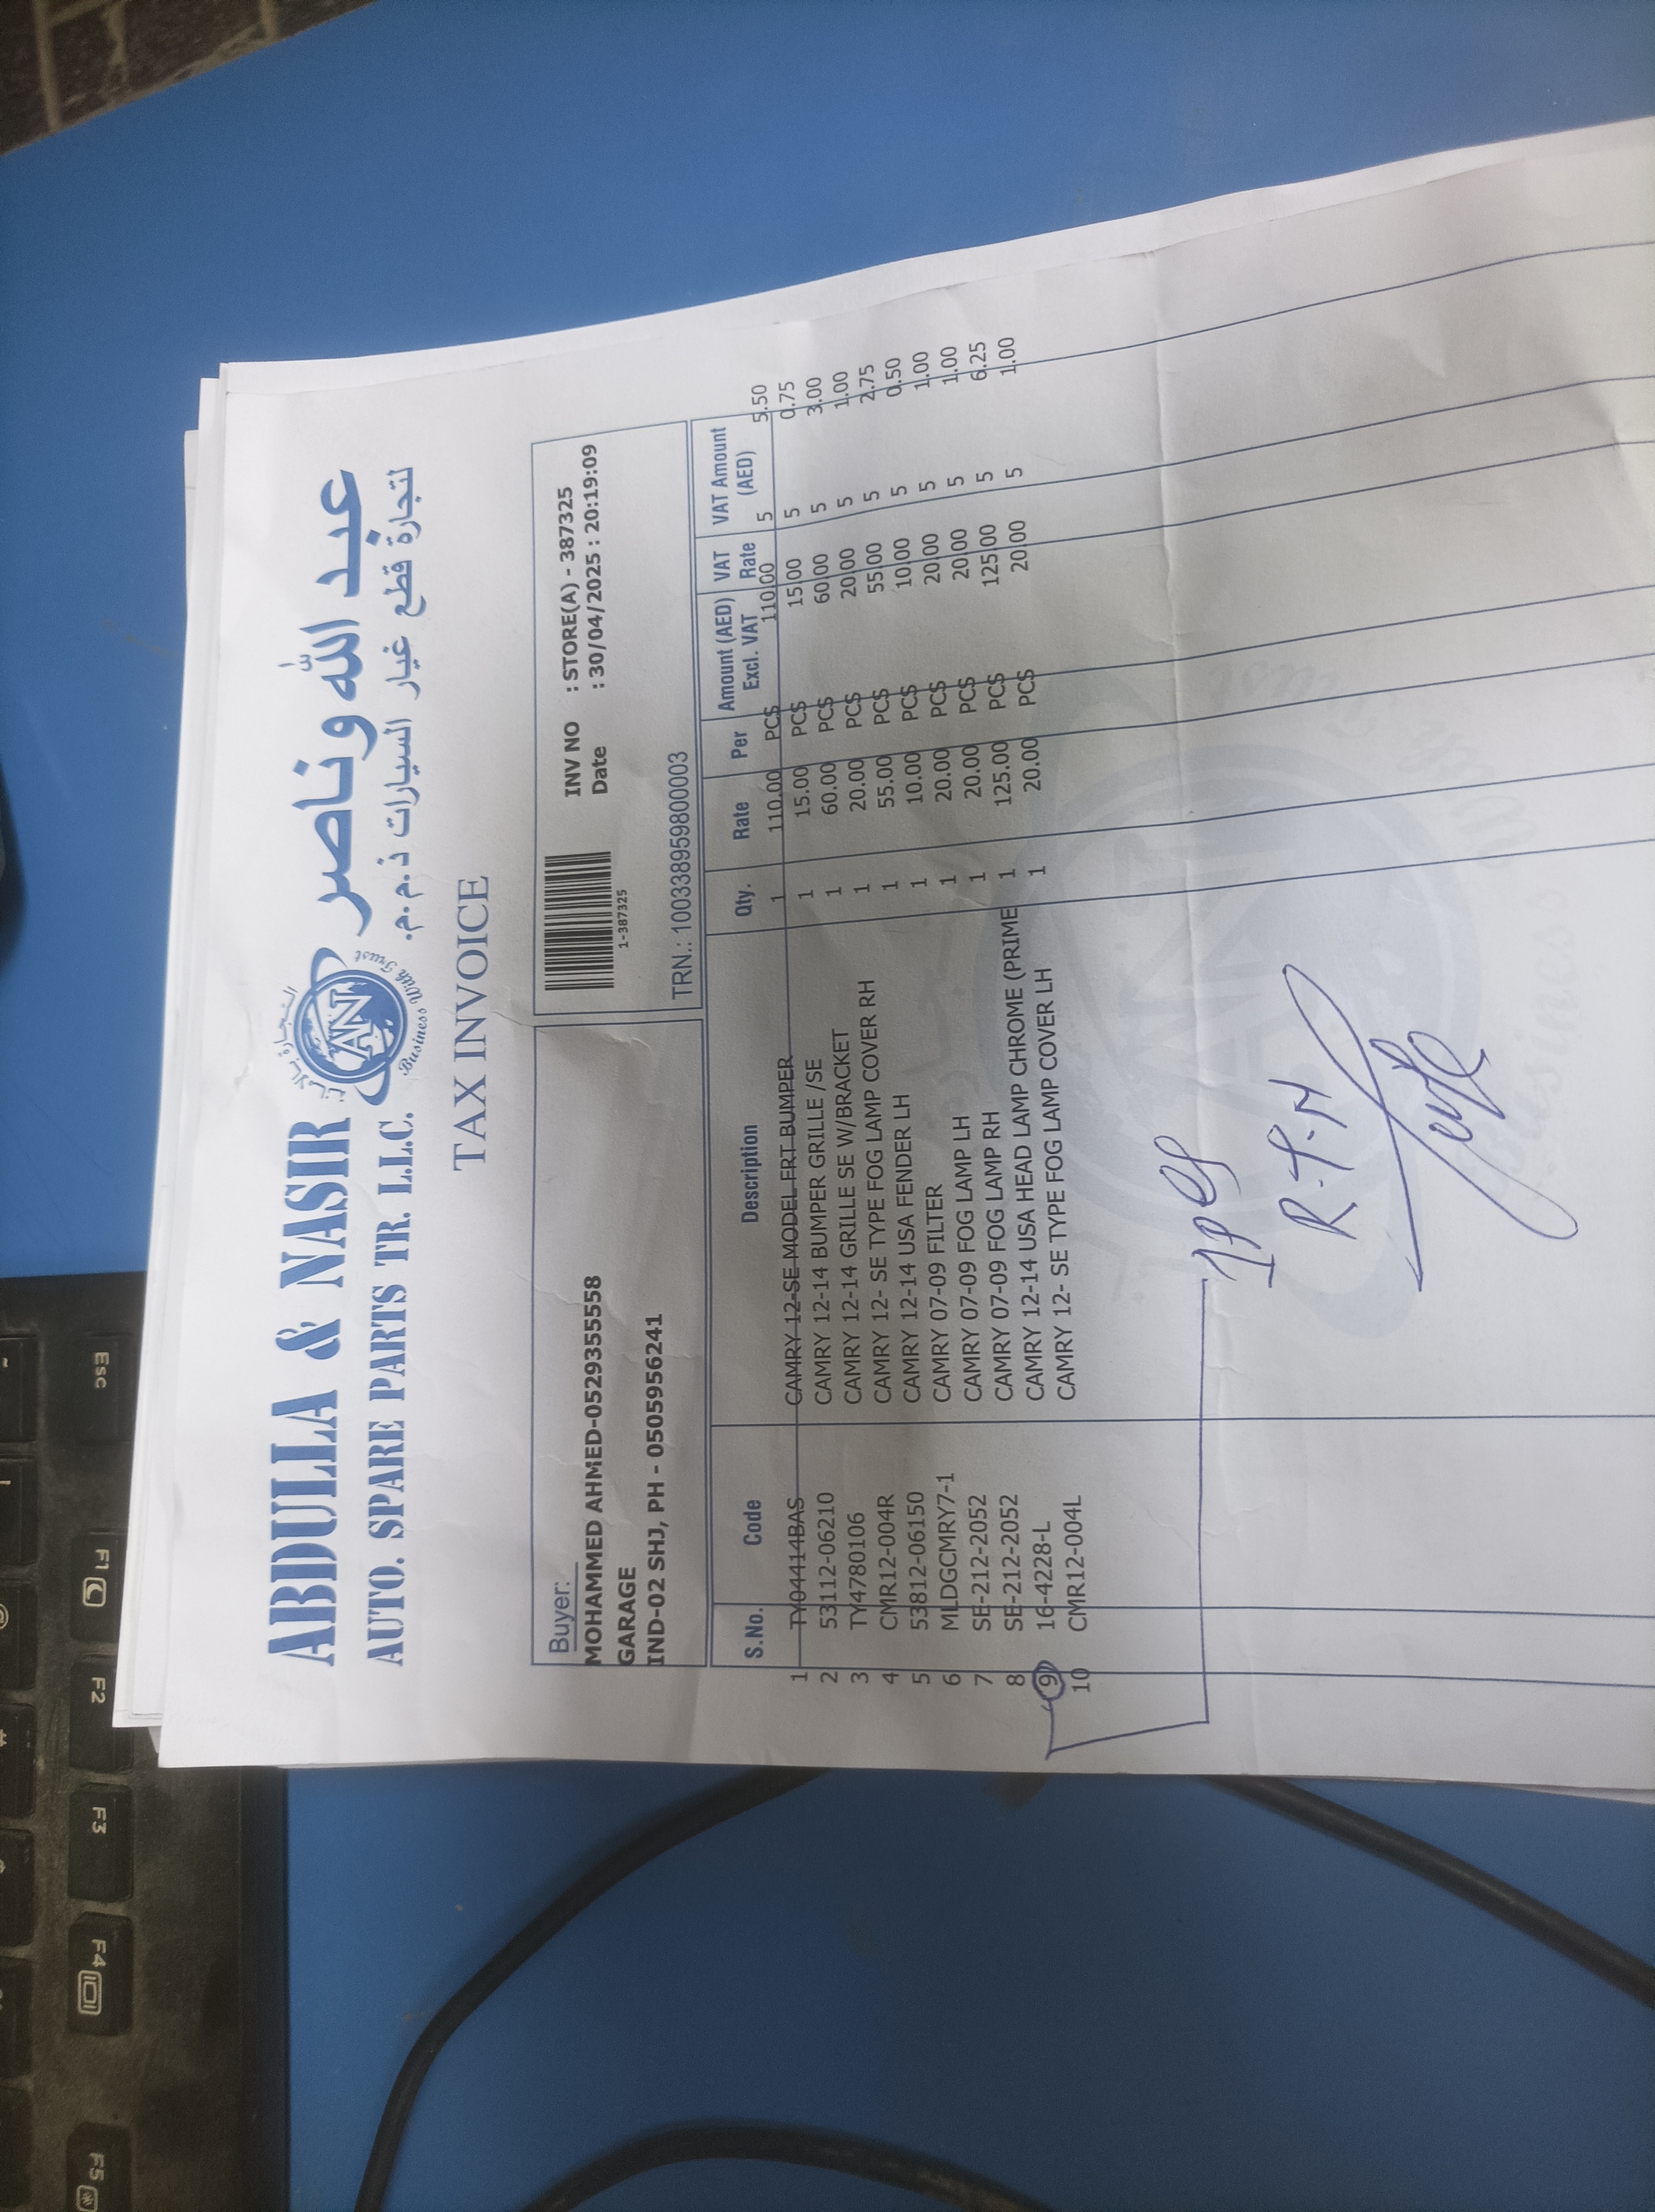 ABDULLA & NASIR عبد الله و ناصر
AUTO. SPARE PARTS TR. L.L.C. لتجارة قطع غيار السيارات ذ.م.م.
AN
Business With Trust
TAX INVOICE
Buyer:
MOHAMMED AHMED-0529355558
GARAGE
IND-02 SHJ, PH - 0505956241
INV NO : STORE(A) - 387325
Date : 30/04/2025 : 20:19:09
1-387325
TRN.: 100338959800003
S.No. Code Description Qty. Rate Per Amount (AED) Excl. VAT VAT Rate VAT Amount (AED)
1 TY04414BAS CAMRY 12-SE MODEL FRT BUMPER 1 110.00 PCS 110.00 5 5.50
2 53112-06210 CAMRY 12-14 BUMPER GRILLE /SE 1 15.00 PCS 15.00 5 0.75
3 TY4780106 CAMRY 12-14 GRILLE SE W/BRACKET 1 60.00 PCS 60.00 5 3.00
4 CMR12-004R CAMRY 12- SE TYPE FOG LAMP COVER RH 1 20.00 PCS 20.00 5 1.00
5 53812-06150 CAMRY 12-14 USA FENDER LH 1 55.00 PCS 55.00 5 2.75
6 MLDGCMRY7-1 CAMRY 07-09 FILTER 1 10.00 PCS 10.00 5 0.50
7 SE-212-2052 CAMRY 07-09 FOG LAMP LH 1 20.00 PCS 20.00 5 1.00
8 SE-212-2052 CAMRY 07-09 FOG LAMP RH 1 20.00 PCS 20.00 5 1.00
9 16-4228-L CAMRY 12-14 USA HEAD LAMP CHROME (PRIME 1 125.00 PCS 125.00 5 6.25
10 CMR12-004L CAMRY 12- SE TYPE FOG LAMP COVER LH 1 20.00 PCS 20.00 5 1.00
R-T-N
Esc
F1
F2
F3
F4
F5